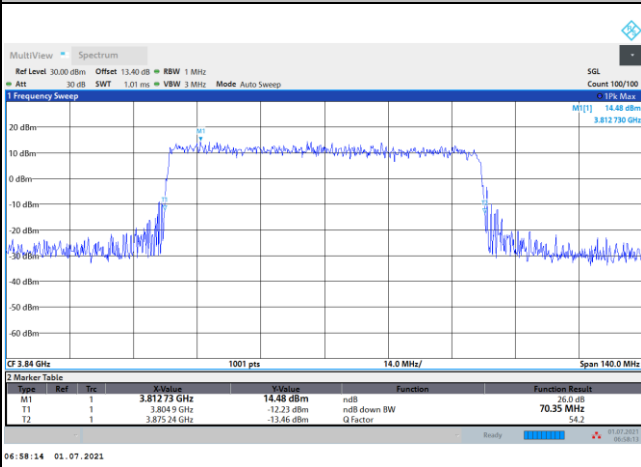 MultiView Spectrum
Ref Level 30.00 dBm Offset 13.40 dB RBW 1 MHz SGL
Att 30 dB SWT 1.01 ms VBW 3 MHz Mode Auto Sweep Count 100/100
1 Frequency Sweep 1Pk Max
M1[1] 14.48 dBm
3.812 730 GHz
20 dBm
M1
10 dBm
0 dBm
-10 dBm
-20 dBm
-30 dBm
-40 dBm
-50 dBm
-60 dBm
CF 3.84 GHz 1001 pts 14.0 MHz/ Span 140.0 MHz
2 Marker Table
Type Ref Trc X-Value Y-Value Function Function Result
M1 1 3.812 73 GHz 14.48 dBm ndB 26.0 dB
T1 1 3.804 9 GHz -12.23 dBm ndB down BW 70.35 MHz
T2 1 3.875 24 GHz -13.46 dBm Q Factor 54.2
Ready 01.07.2021
06:58:13
06:58:14 01.07.2021